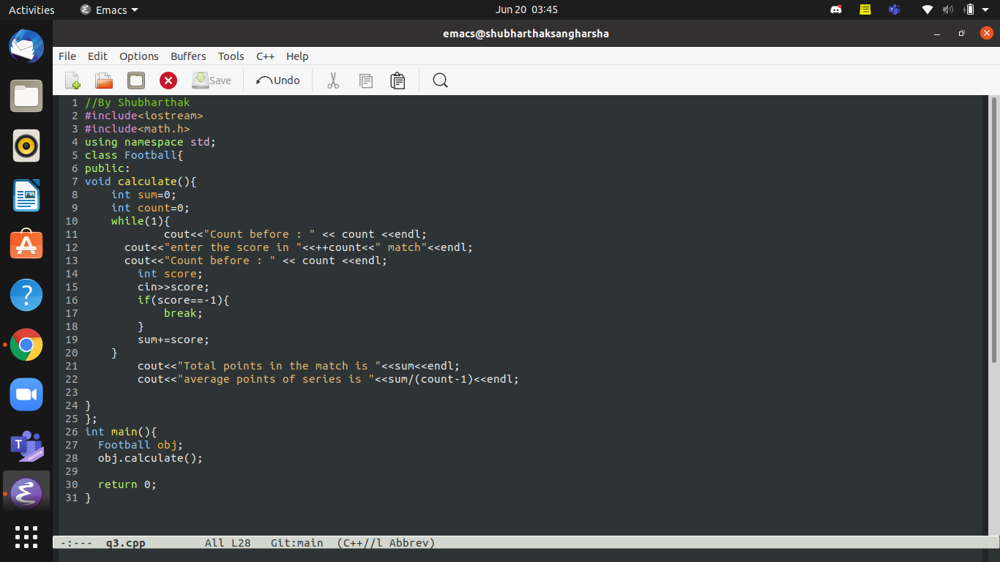 Activities Emacs Jun 20 03:45
emacs@shubharthaksangharsha
File Edit Options Buffers Tools C++ Help
Save Undo
1 //By Shubharthak
2 #include<iostream>
3 #include<math.h>
4 using namespace std;
5 class Football{
6 public:
7 void calculate(){
8     int sum=0;
9     int count=0;
10     while(1){
11             cout<<"Count before : " << count <<endl;
12       cout<<"enter the score in "<<++count<<" match"<<endl;
13       cout<<"Count before : " << count <<endl;
14         int score;
15         cin>>score;
16         if(score==-1){
17             break;
18         }
19         sum+=score;
20     }
21         cout<<"Total points in the match is "<<sum<<endl;
22         cout<<"average points of series is "<<sum/(count-1)<<endl;
23
24 }
25 };
26 int main(){
27   Football obj;
28   obj.calculate();
29
30   return 0;
31 }
-:--- q3.cpp All L28 Git:main (C++//l Abbrev)